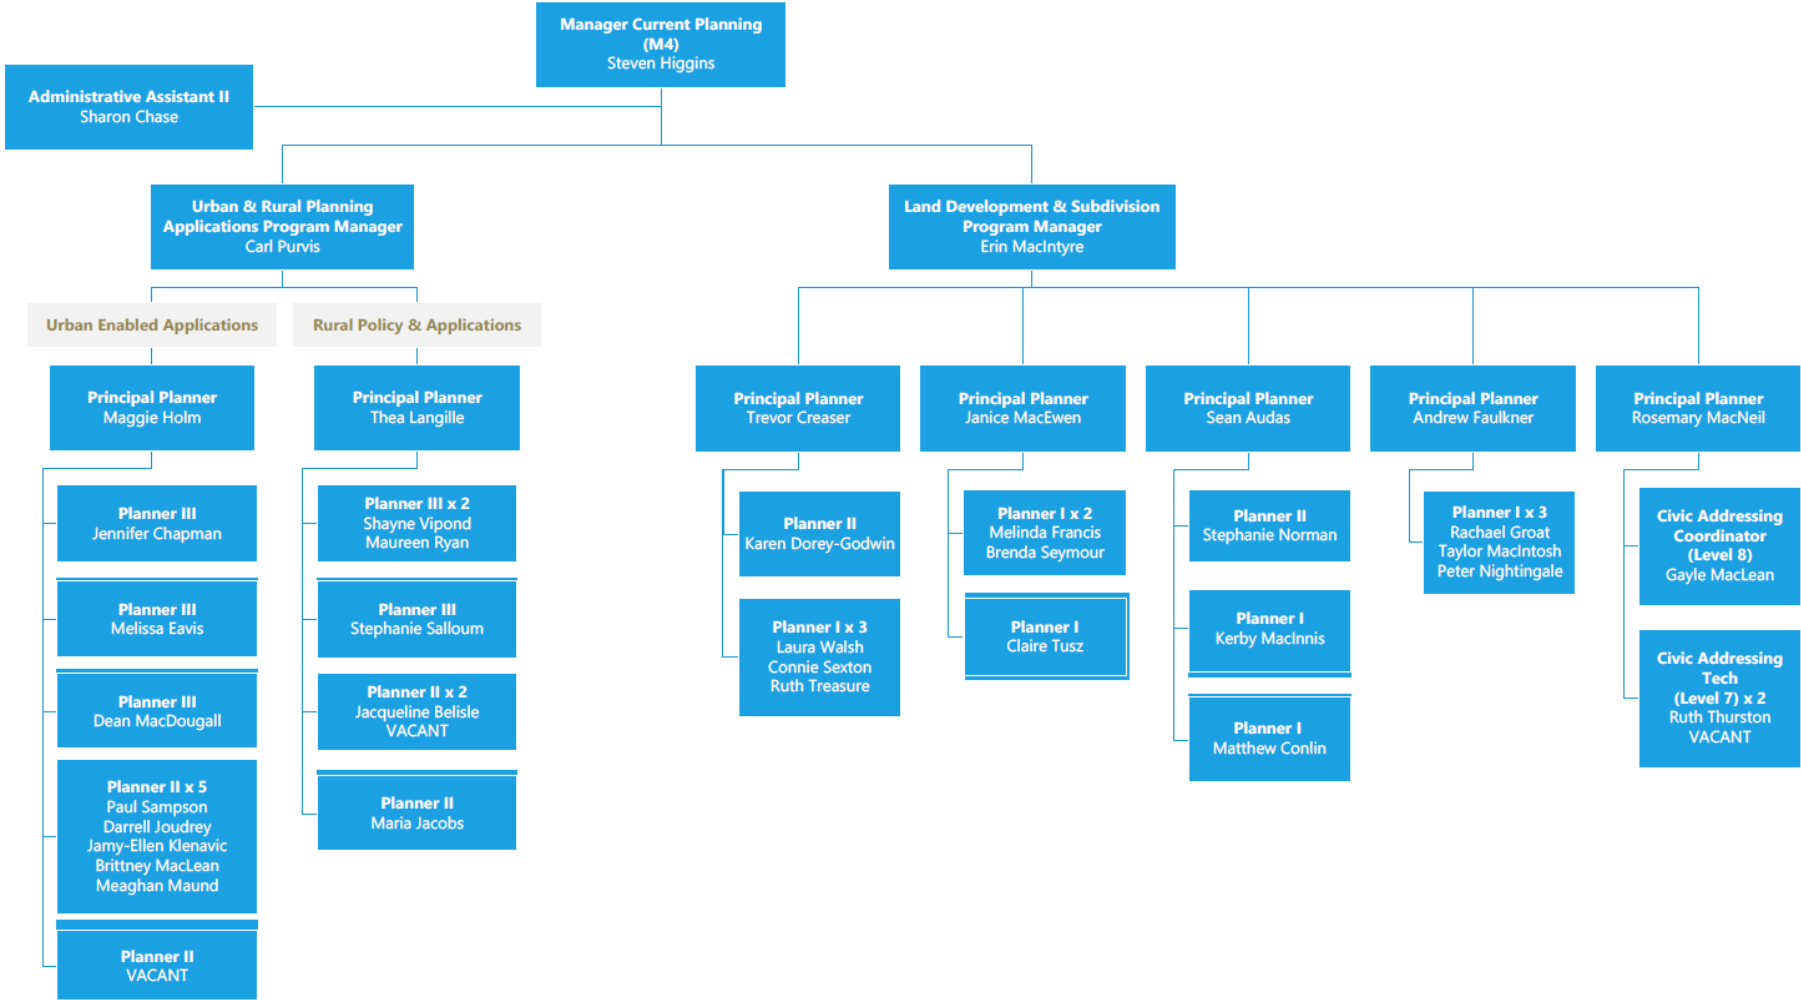 Manager Current Planning
(M4)
Steven Higgins
Administrative Assistant II
Sharon Chase
Urban & Rural Planning
Applications Program Manager
Carl Purvis
Land Development & Subdivision
Program Manager
Erin MacIntyre
Urban Enabled Applications
Rural Policy & Applications
Principal Planner
Maggie Holm
Principal Planner
Thea Langille
Principal Planner
Trevor Creaser
Principal Planner
Janice MacEwen
Principal Planner
Sean Audas
Principal Planner
Andrew Faulkner
Principal Planner
Rosemary MacNeil
Planner III
Jennifer Chapman
Planner III
Melissa Eavis
Planner III
Dean MacDougall
Planner II x 5
Paul Sampson
Darrell Joudrey
Jamy-Ellen Klenavic
Brittney MacLean
Meaghan Maund
Planner II
VACANT
Planner III x 2
Shayne Vipond
Maureen Ryan
Planner III
Stephanie Salloum
Planner II x 2
Jacqueline Belisle
VACANT
Planner II
Maria Jacobs
Planner II
Karen Dorey-Godwin
Planner I x 3
Laura Walsh
Connie Sexton
Ruth Treasure
Planner I x 2
Melinda Francis
Brenda Seymour
Planner I
Claire Tusz
Planner II
Stephanie Norman
Planner I
Kerby MacInnis
Planner I
Matthew Conlin
Planner I x 3
Rachael Groat
Taylor MacIntosh
Peter Nightingale
Civic Addressing
Coordinator
(Level 8)
Gayle MacLean
Civic Addressing
Tech
(Level 7) x 2
Ruth Thurston
VACANT